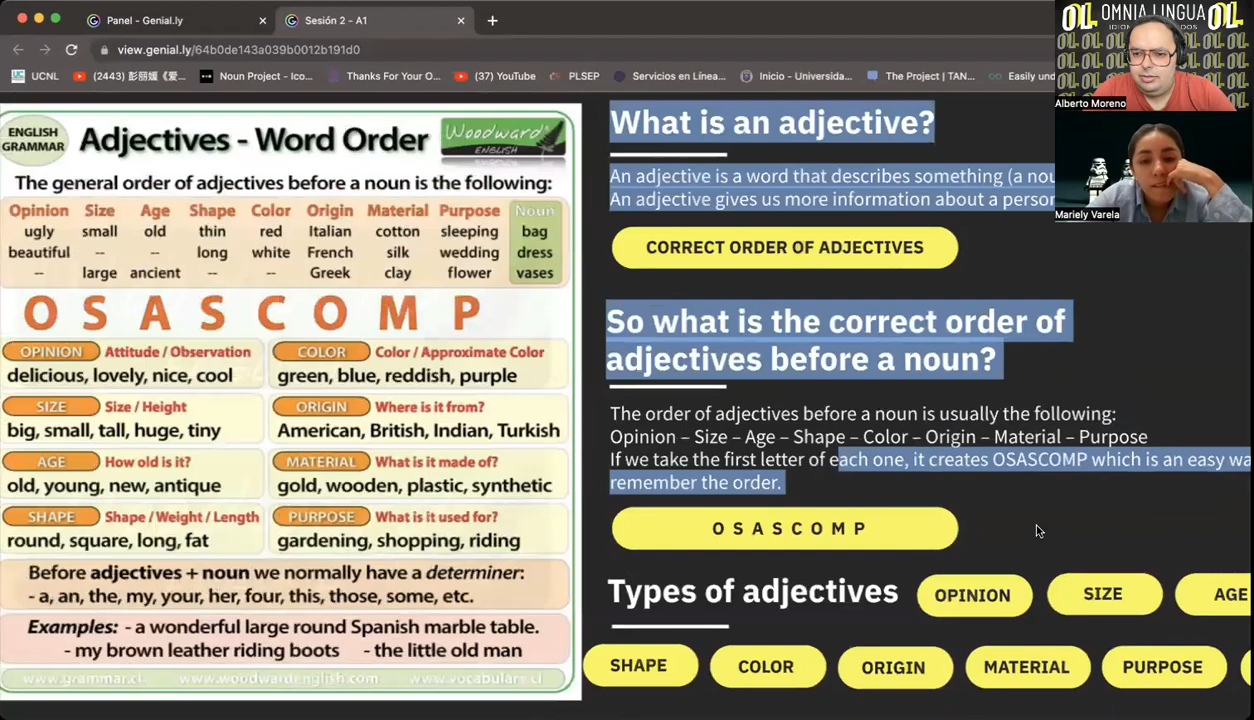 Panel - Genial.ly
Sesión 2 - A1
view.genial.ly/64b0de143a039b0012b191d0
UCNL
(2443) 彭丽媛《爱...
Noun Project - Ico...
Thanks For Your O...
(37) YouTube
PLSEP
Servicios en Línea...
Inicio - Universida...
The Project | TAN...
Easily und
OMNIA LINGUA
Alberto Moreno
Mariely Varela
ENGLISH GRAMMAR
Adjectives - Word Order
Woodward ENGLISH
The general order of adjectives before a noun is the following:
Opinion Size Age Shape Color Origin Material Purpose Noun
ugly small old thin red Italian cotton sleeping bag
beautiful -- -- long white French silk wedding dress
-- large ancient -- -- Greek clay flower vases
O S A S C O M P
OPINION Attitude / Observation
delicious, lovely, nice, cool
COLOR Color / Approximate Color
green, blue, reddish, purple
SIZE Size / Height
big, small, tall, huge, tiny
ORIGIN Where is it from?
American, British, Indian, Turkish
AGE How old is it?
old, young, new, antique
MATERIAL What is it made of?
gold, wooden, plastic, synthetic
SHAPE Shape / Weight / Length
round, square, long, fat
PURPOSE What is it used for?
gardening, shopping, riding
Before adjectives + noun we normally have a determiner:
- a, an, the, my, your, her, four, this, those, some, etc.
Examples: - a wonderful large round Spanish marble table.
- my brown leather riding boots - the little old man
www.grammar.cl www.woodwardenglish.com www.vocabulary.cl
What is an adjective?
An adjective is a word that describes something (a nou
An adjective gives us more information about a person
CORRECT ORDER OF ADJECTIVES
So what is the correct order of
adjectives before a noun?
The order of adjectives before a noun is usually the following:
Opinion – Size – Age – Shape – Color – Origin – Material – Purpose
If we take the first letter of each one, it creates OSASCOMP which is an easy wa
remember the order.
O S A S C O M P
Types of adjectives
OPINION
SIZE
AGE
SHAPE
COLOR
ORIGIN
MATERIAL
PURPOSE